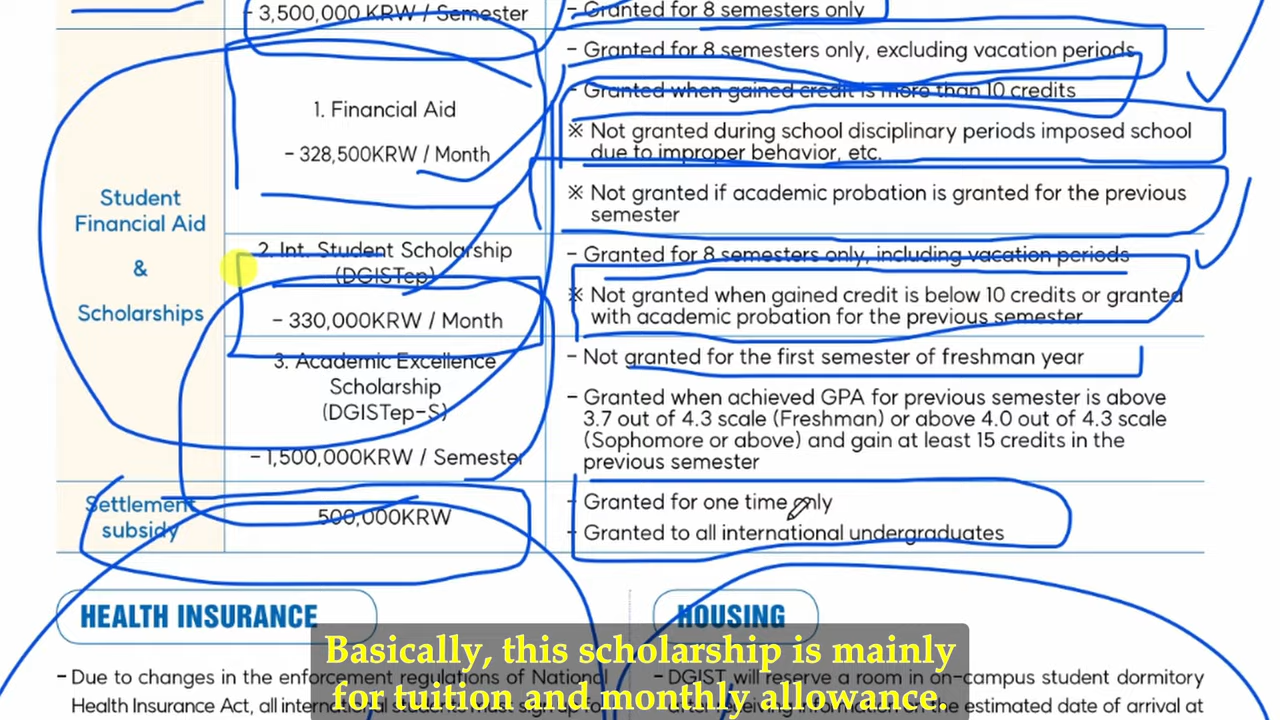 - 3,500,000 KRW / Semester
- Granted for 8 semesters only
Student
Financial Aid
&
Scholarships
1. Financial Aid
- 328,500KRW / Month
- Granted for 8 semesters only, excluding vacation periods
- Granted when gained credit is more than 10 credits
※ Not granted during school disciplinary periods imposed school
due to improper behavior, etc.
※ Not granted if academic probation is granted for the previous
semester
2. Int. Student Scholarship
(DGISTep)
- 330,000KRW / Month
- Granted for 8 semesters only, including vacation periods
※ Not granted when gained credit is below 10 credits or granted
with academic probation for the previous semester
3. Academic Excellence
Scholarship
(DGISTep-S)
- 1,500,000KRW / Semester
- Not granted for the first semester of freshman year
- Granted when achieved GPA for previous semester is above
3.7 out of 4.3 scale (Freshman) or above 4.0 out of 4.3 scale
(Sophomore or above) and gain at least 15 credits in the
previous semester
Settlement
subsidy
500,000KRW
- Granted for one time only
- Granted to all international undergraduates
HEALTH INSURANCE
- Due to changes in the enforcement regulations of National
Health Insurance Act, all international students must sign up for
HOUSING
- DGIST will reserve a room in on-campus student dormitory
after receiving information on the estimated date of arrival at
Basically, this scholarship is mainly
for tuition and monthly allowance.